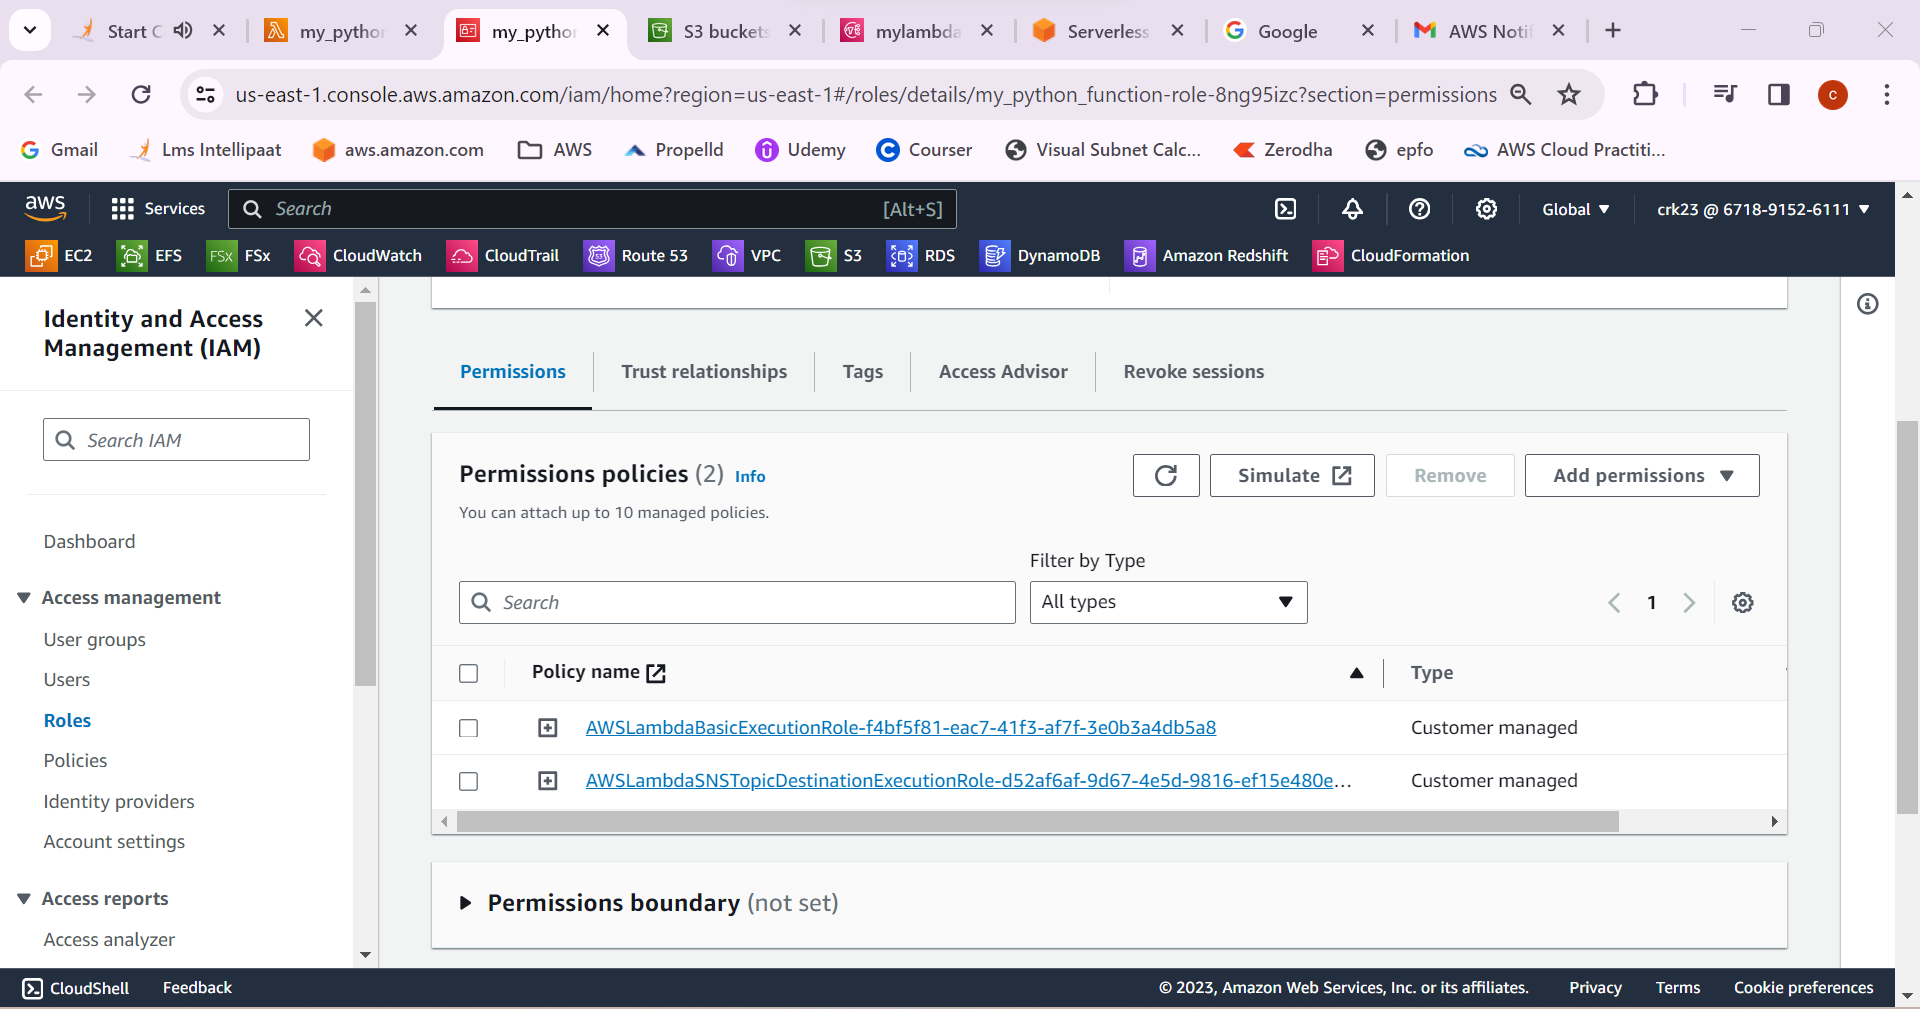 Start C
my_pythor
my_pythor
S3 buckets
mylambda
Serverless
Google
AWS Notif
us-east-1.console.aws.amazon.com/iam/home?region=us-east-1#/roles/details/my_python_function-role-8ng95izc?section=permissions
C
Gmail
Lms Intellipaat
aws.amazon.com
AWS
Propelld
Udemy
Courser
Visual Subnet Calc...
Zerodha
epfo
AWS Cloud Practiti...
aws
Services
Search
[Alt+S]
Global
crk23 @ 6718-9152-6111
EC2
EFS
FSx
FSx
CloudWatch
CloudTrail
53
Route 53
VPC
S3
RDS
DynamoDB
Amazon Redshift
CloudFormation
Identity and Access
Management (IAM)
Search IAM
Dashboard
Access management
User groups
Users
Roles
Policies
Identity providers
Account settings
Access reports
Access analyzer
Permissions
Trust relationships
Tags
Access Advisor
Revoke sessions
Permissions policies (2) Info
You can attach up to 10 managed policies.
Simulate
Remove
Add permissions
Filter by Type
Search
All types
1
Policy name
Type
AWSLambdaBasicExecutionRole-f4bf5f81-eac7-41f3-af7f-3e0b3a4db5a8
Customer managed
AWSLambdaSNSTopicDestinationExecutionRole-d52af6af-9d67-4e5d-9816-ef15e480e...
Customer managed
Permissions boundary (not set)
CloudShell
Feedback
© 2023, Amazon Web Services, Inc. or its affiliates.
Privacy
Terms
Cookie preferences